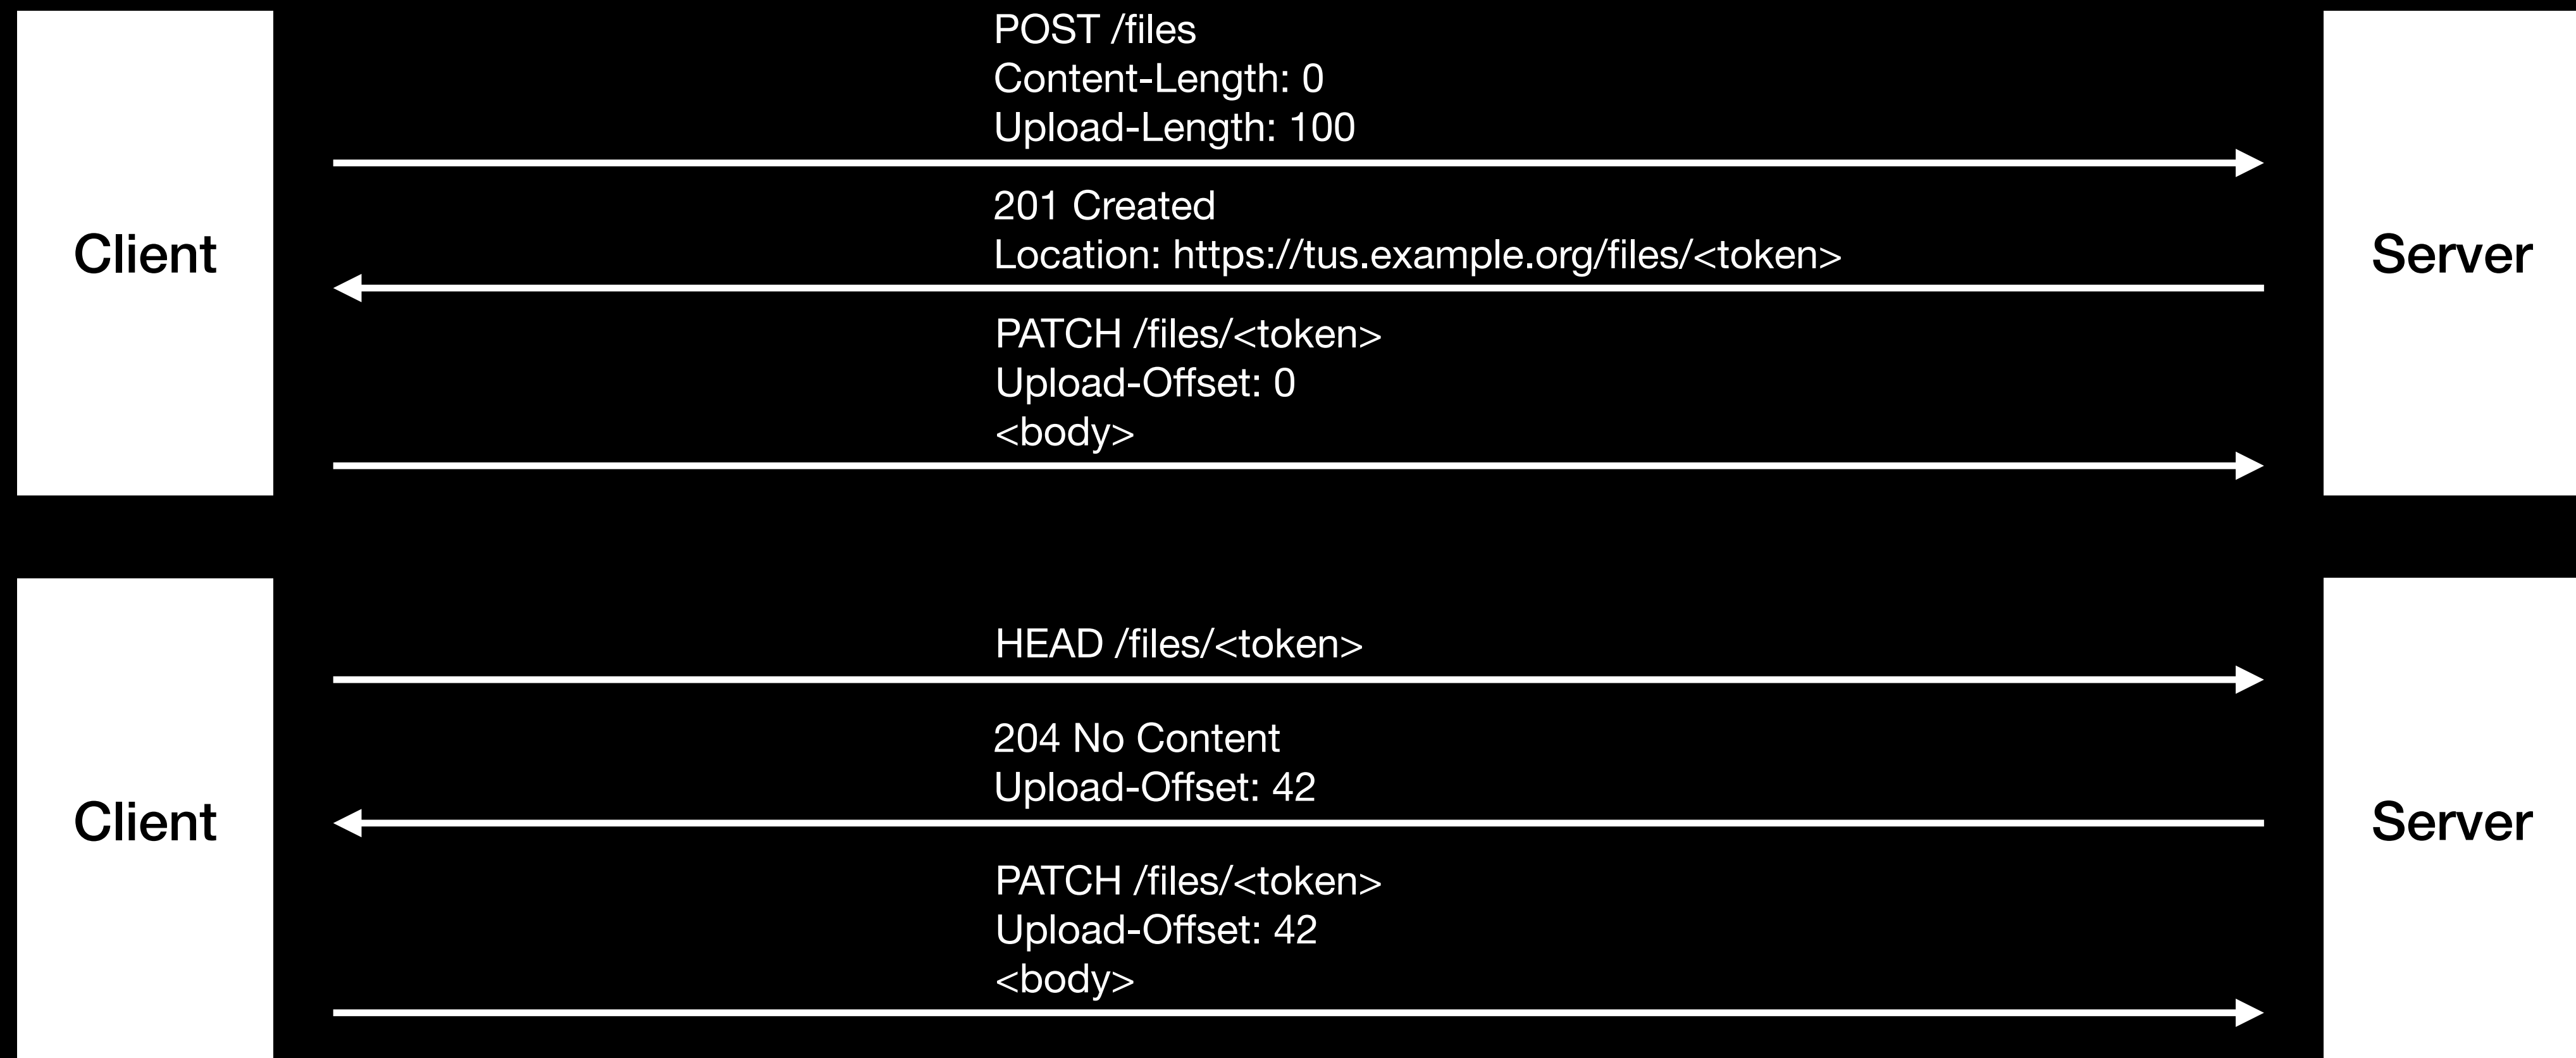 POST /files
Content-Length: 0
Upload-Length: 100
201 Created
Location: https://tus.example.org/files/<token>
Client
Server
PATCH /files/<token>
Upload-Offset: 0
<body>
HEAD /files/<token>
204 No Content
Upload-Offset: 42
Client
Server
PATCH /files/<token>
Upload-Offset: 42
<body>